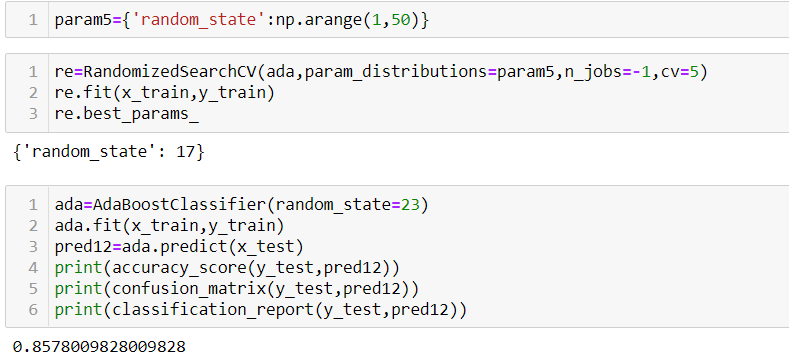 1 param5={'random_state':np.arange(1,50)}
1 re=RandomizedSearchCV(ada,param_distributions=param5,n_jobs=-1,cv=5)
2 re.fit(x_train,y_train)
3 re.best_params_
{'random_state': 17}
1 ada=AdaBoostClassifier(random_state=23)
2 ada.fit(x_train,y_train)
3 pred12=ada.predict(x_test)
4 print(accuracy_score(y_test,pred12))
5 print(confusion_matrix(y_test,pred12))
6 print(classification_report(y_test,pred12))
0.8578009828009828